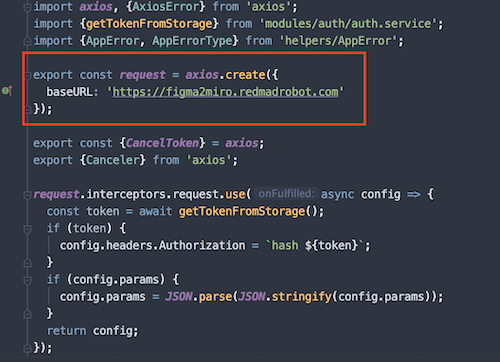 import axios, {AxiosError} from 'axios';
import {getTokenFromStorage} from 'modules/auth/auth.service';
import {AppError, AppErrorType} from 'helpers/AppError';
export const request = axios.create({
baseURL: 'https://figma2miro.redmadrobot.com'
});
export const {CancelToken} = axios;
export {Canceler} from 'axios';
request.interceptors.request.use( onFulfilled: async config => {
const token = await getTokenFromStorage();
if (token) {
config.headers.Authorization = `hash ${token}`;
}
if (config.params) {
config.params = JSON.parse(JSON.stringify(config.params));
}
return config;
});